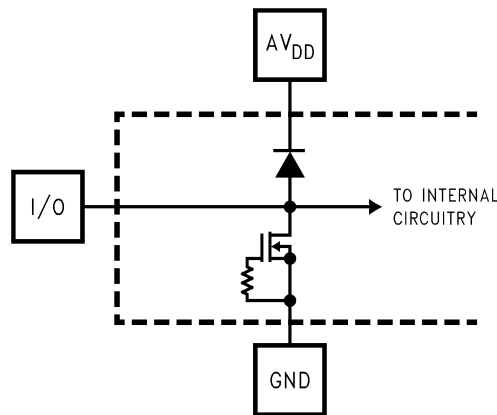 AVDD
I/O
TO INTERNAL
CIRCUITRY
GND